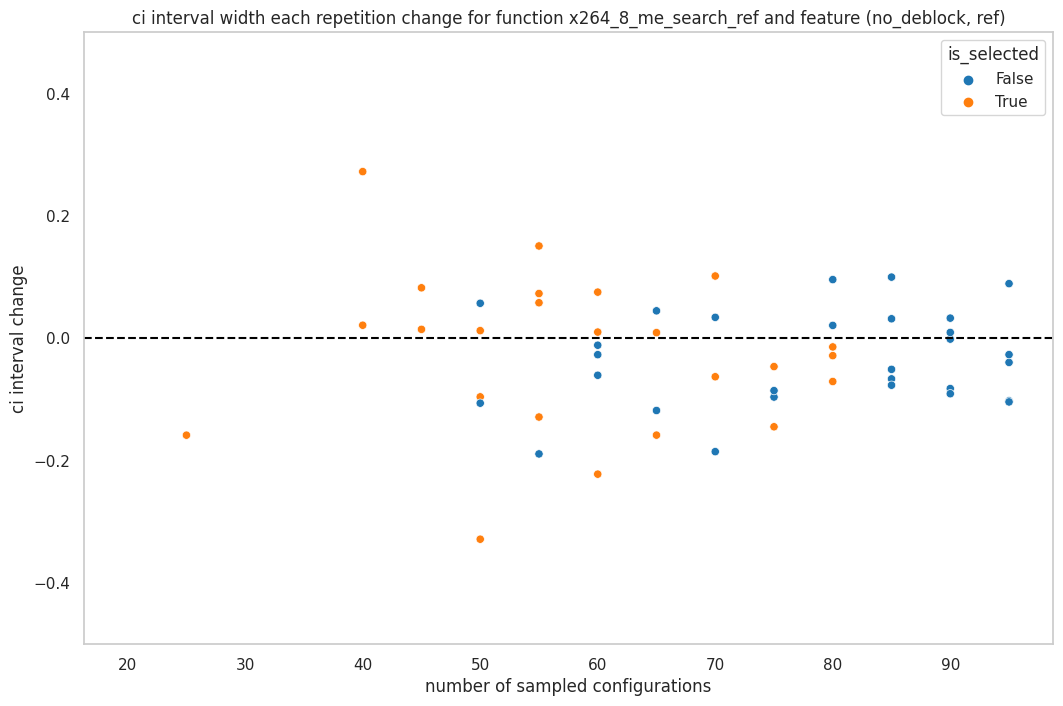 ci interval width each repetition change for function x264_8_me_search_ref and feature (no_deblock, ref)
is_selected
False
True
ci interval change
0.4
0.2
0.0
−0.2
−0.4
20 30 40 50 60 70 80 90
number of sampled configurations